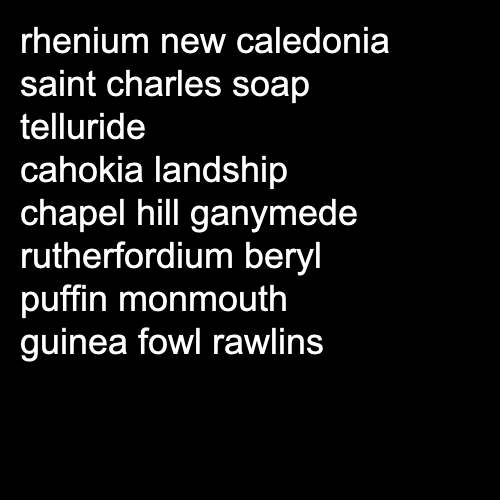 rhenium new caledonia
saint charles soap
telluride
cahokia landship
chapel hill ganymede
rutherfordium beryl
puffin monmouth
guinea fowl rawlins